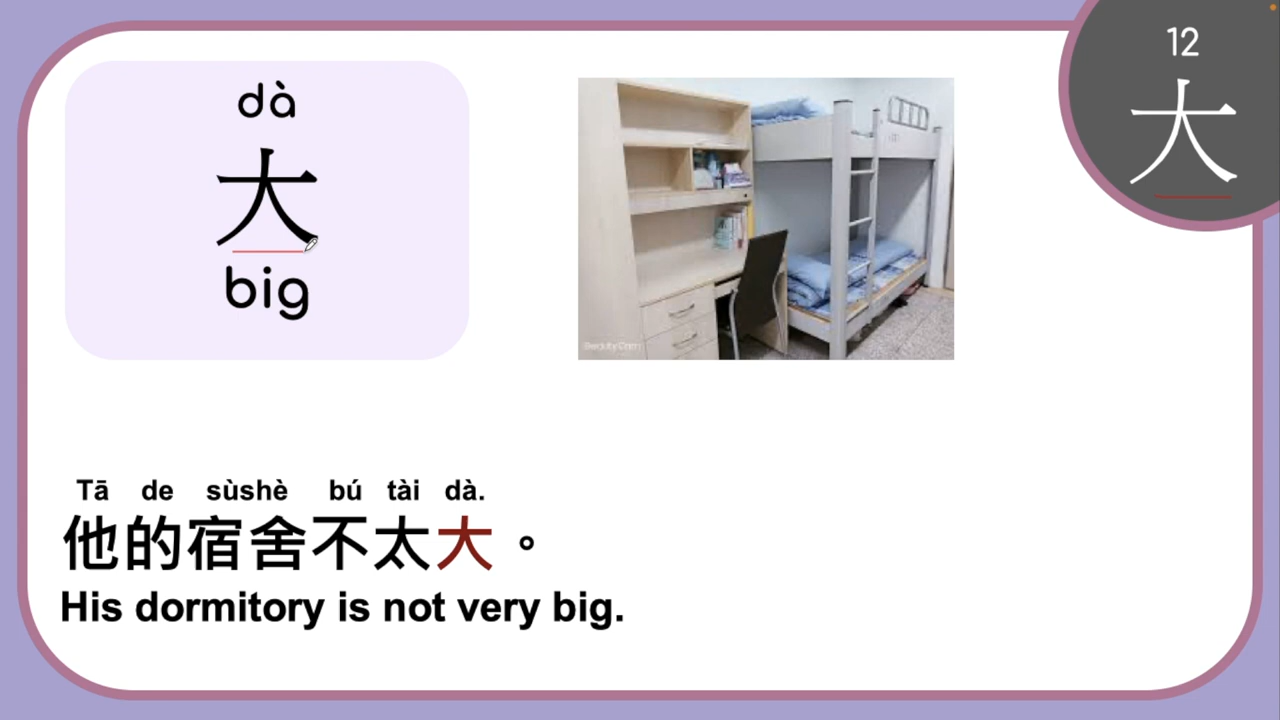 dà
大
big
12
大
BeautyCam
Tā de sùshè bú tài dà.
他的宿舍不太大。
His dormitory is not very big.